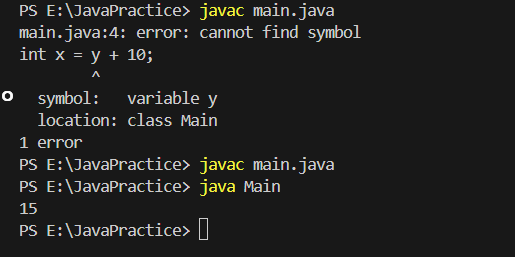 PS E:\JavaPractice> javac main.java
main.java:4: error: cannot find symbol
int x = y + 10;
        ^
  symbol:   variable y
  location: class Main
1 error
PS E:\JavaPractice> javac main.java
PS E:\JavaPractice> java Main
15
PS E:\JavaPractice>